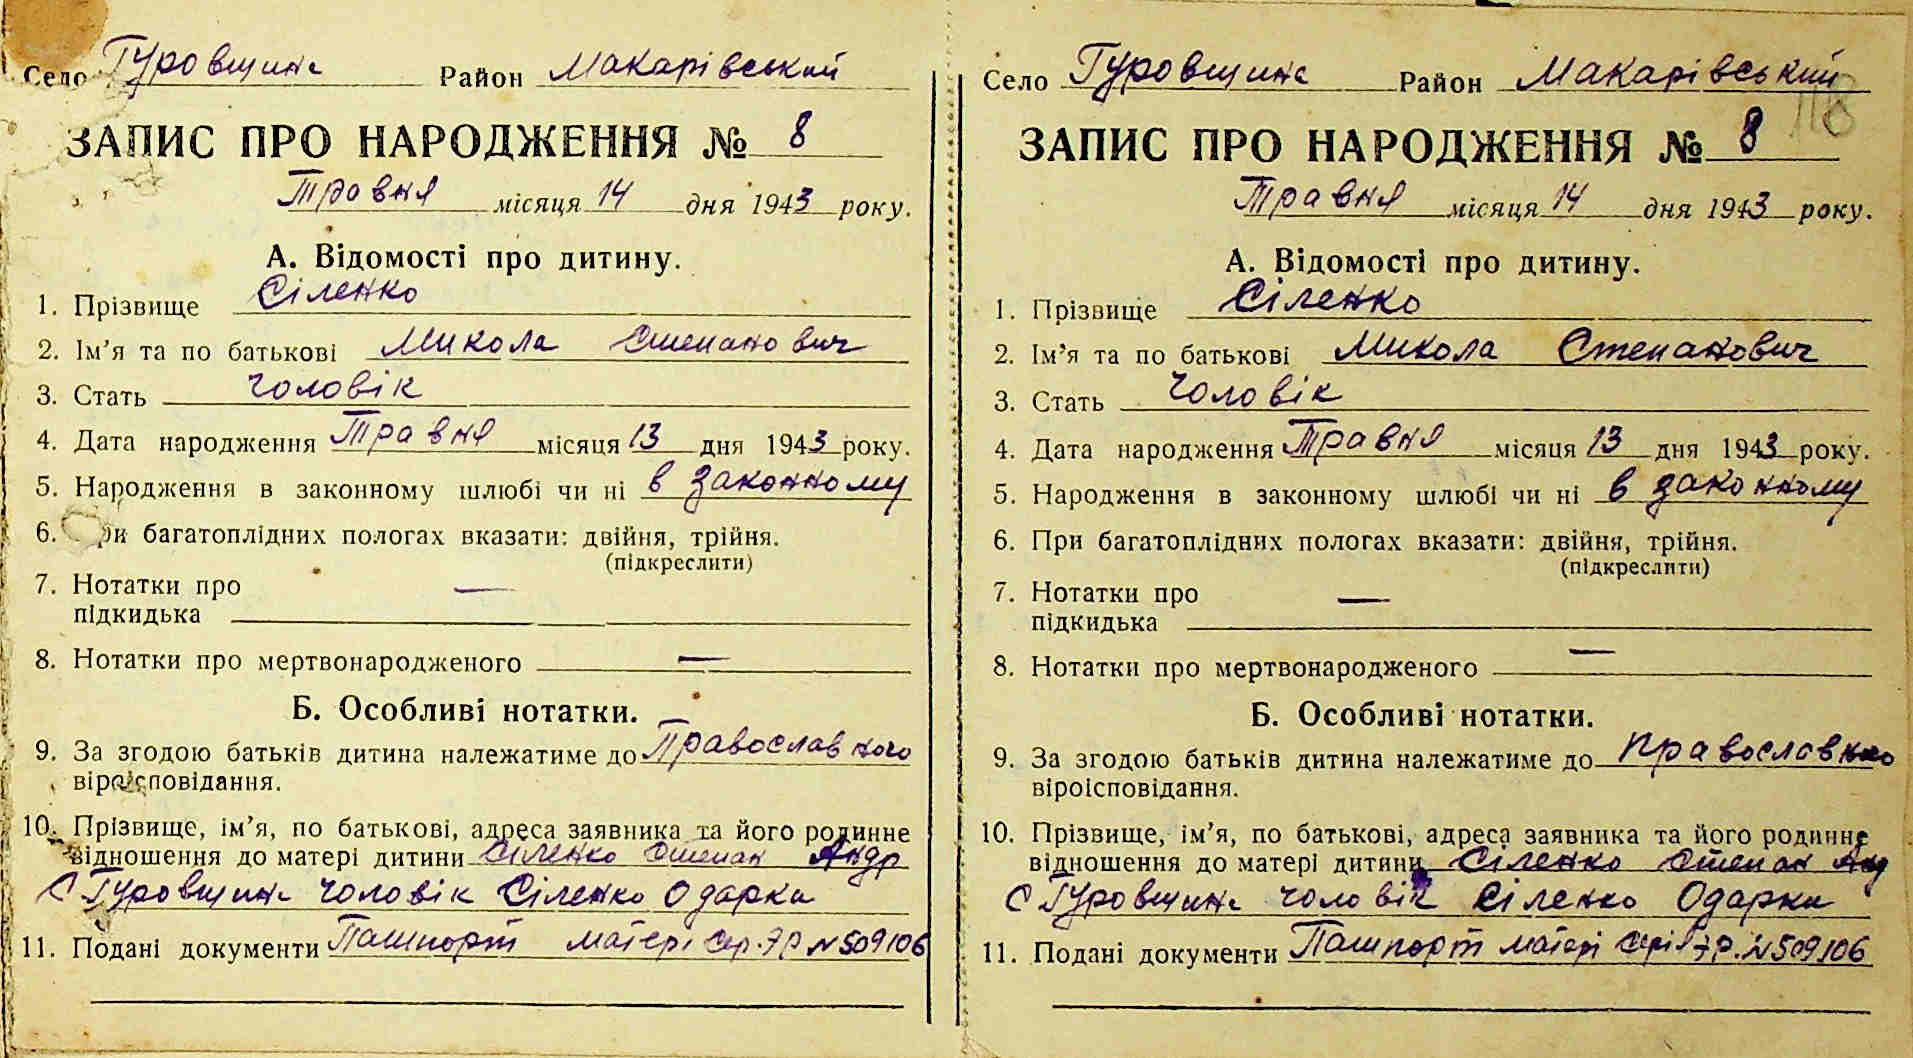 Село Гуровщина Район Макарівський
ЗАПИС ПРО НАРОДЖЕННЯ № 8
Травня місяця 14 дня 1943 року.
А. Відомості про дитину.
1. Прізвище Сіленко
2. Ім’я та по батькові Микола Степанович
3. Стать чоловік
4. Дата народження Травня місяця 13 дня 1943 року.
5. Народження в законному шлюбі чи ні в законному
6. При багатоплідних пологах вказати: двійня, трійня.
(підкреслити)
7. Нотатки про —
підкидька
8. Нотатки про мертвонародженого —
Б. Особливі нотатки.
9. За згодою батьків дитина належатиме до Православного
віроісповідання.
10. Прізвище, ім’я, по батькові, адреса заявника та його родинне
відношення до матері дитини Сіленко Степан Андр
с Гуровщина чоловік Сіленко Одарки
11. Подані документи Пашпорт матері сер. ЭР N 509106
Село Гуровщина Район Макарівський
118
ЗАПИС ПРО НАРОДЖЕННЯ № 8
Травня місяця 14 дня 1943 року.
А. Відомості про дитину.
1. Прізвище Сіленко
2. Ім’я та по батькові Микола Степанович
3. Стать чоловік
4. Дата народження Травня місяця 13 дня 1943 року.
5. Народження в законному шлюбі чи ні в законному
6. При багатоплідних пологах вказати: двійня, трійня.
(підкреслити)
7. Нотатки про —
підкидька
8. Нотатки про мертвонародженого —
Б. Особливі нотатки.
9. За згодою батьків дитина належатиме до
віроісповідання.
10. Прізвище, ім’я, по батькові, адреса заявника та його родинне
відношення до матері дитини Сіленко Степан Анд
с Гуровщина чоловік Сіленко Одарки
11. Подані документи Пашпорт матері серія ЭР. N 509106